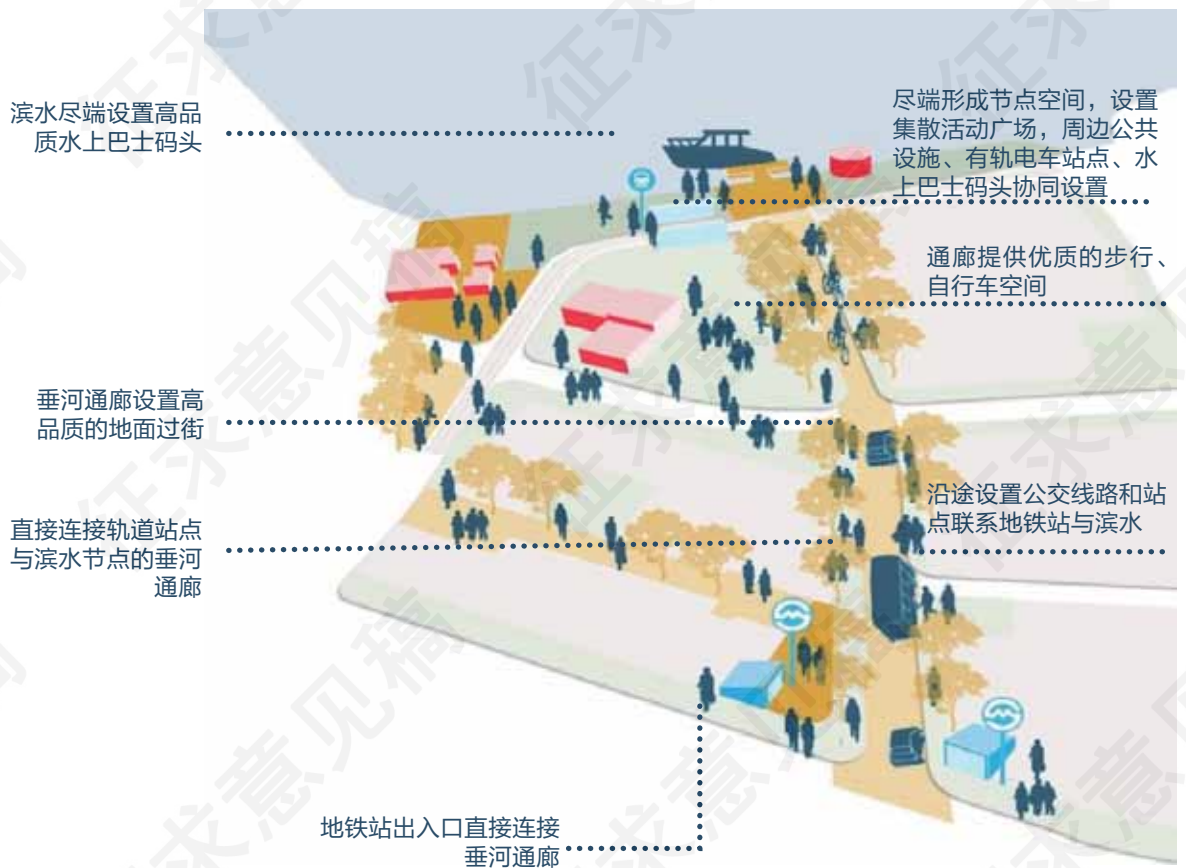 滨水尽端设置高品
质水上巴士码头
尽端形成节点空间，设置
集散活动广场，周边公共
设施、有轨电车站点、水
上巴士码头协同设置
通廊提供优质的步行、
自行车空间
垂河通廊设置高
品质的地面过街
沿途设置公交线路和站
点联系地铁站与滨水
直接连接轨道站点
与滨水节点的垂河
通廊
地铁站出入口直接连接
垂河通廊
征求意见稿